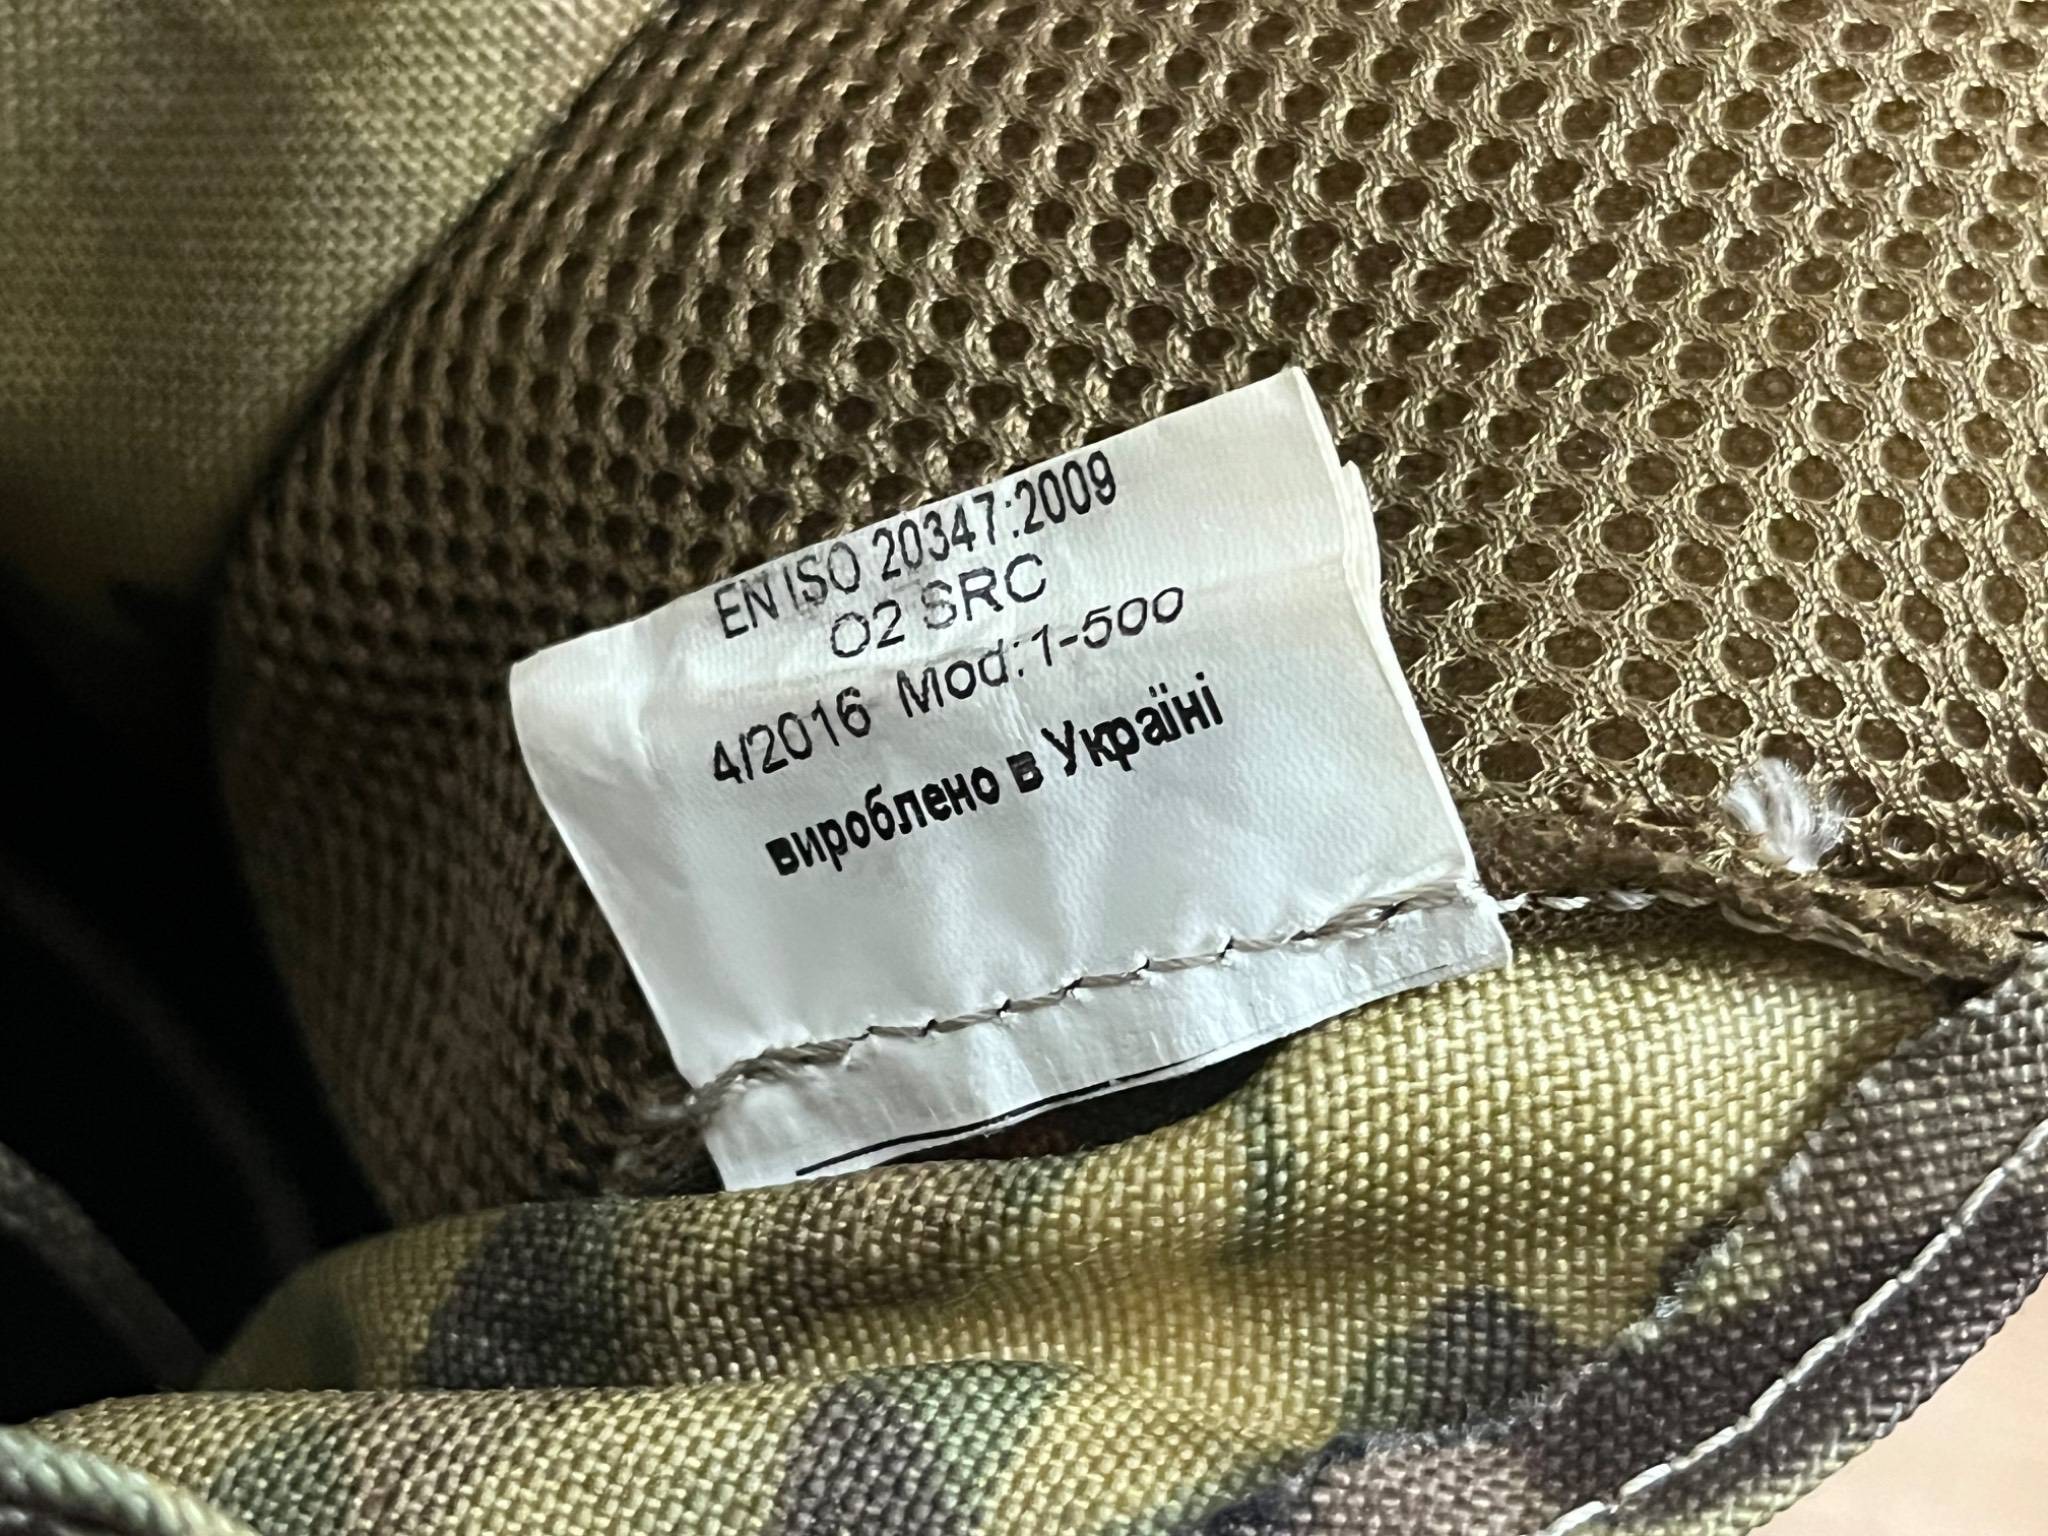 EN ISO 20347:2009
O2 SRC
4/2016 Mod:1-500
вироблено в Україні